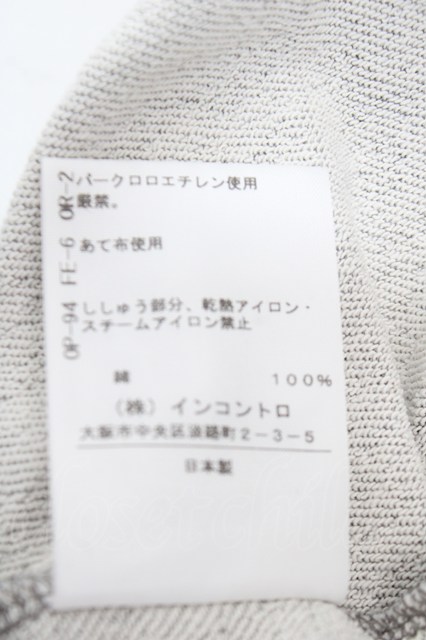 OR-94 FE-6 OR-2
パークロロエチレン使用
厳禁。
あて布使用
ししゅう部分、乾熱アイロン・
スチームアイロン禁止
綿 100%
(株)インコントロ
大阪市中央区淡路町2-3-5
日本製